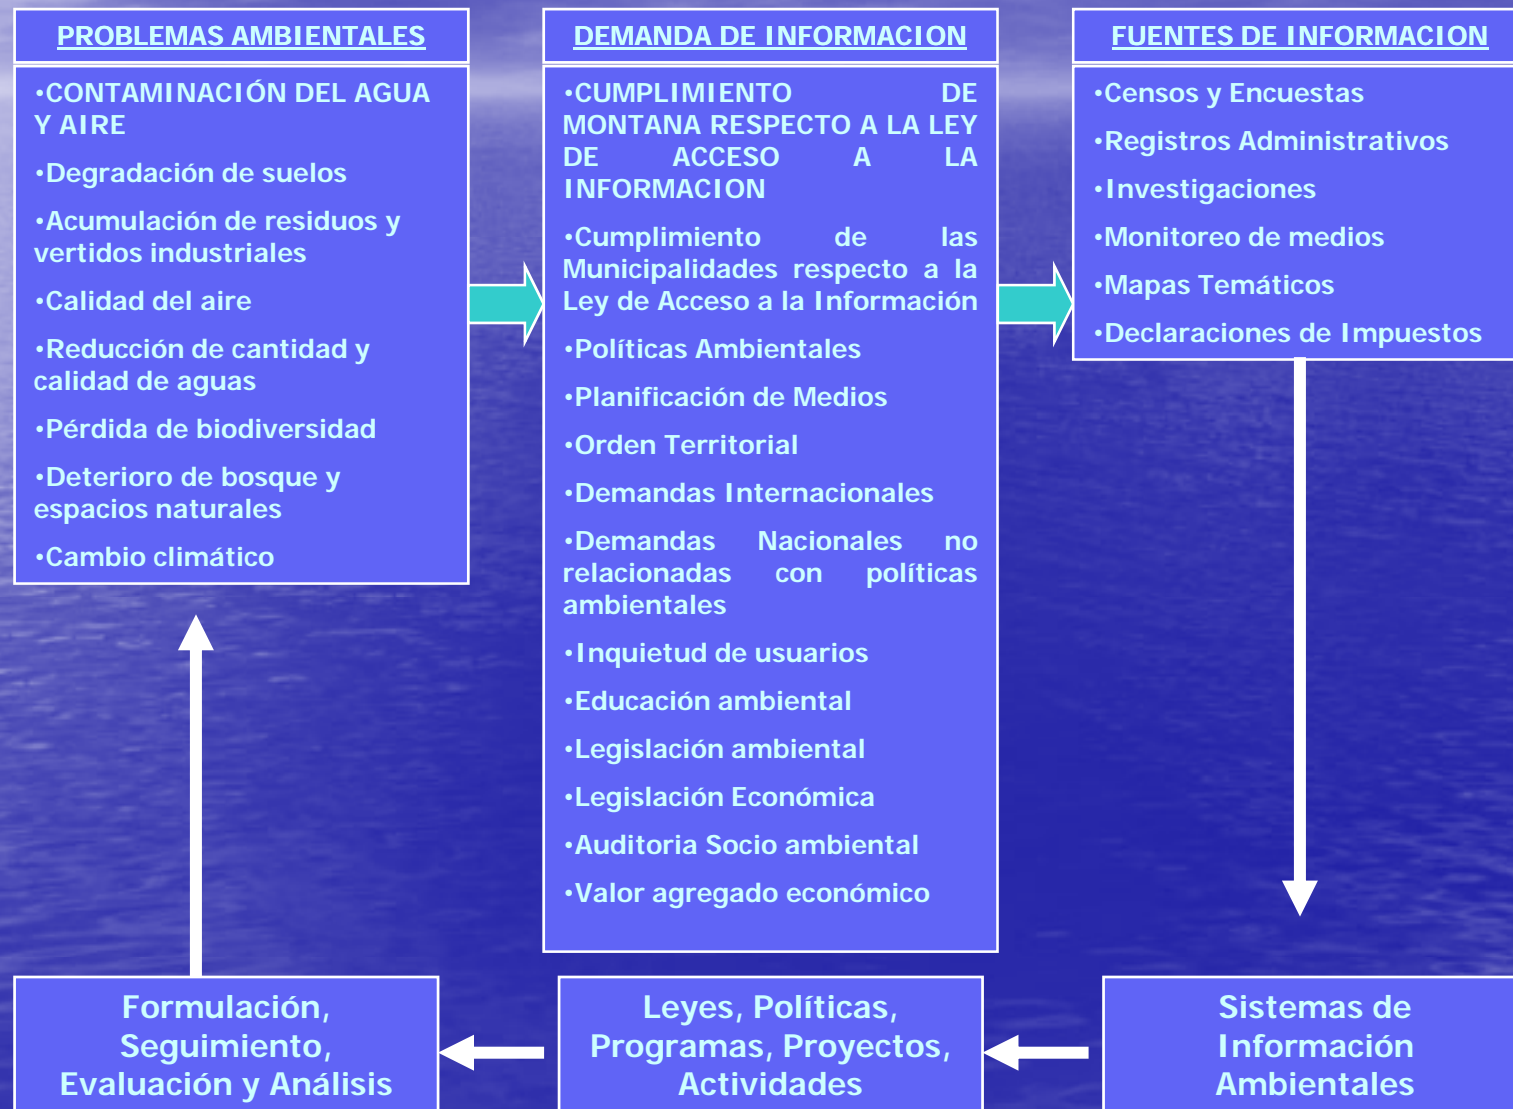 PROBLEMAS AMBIENTALES
•CONTAMINACIÓN DEL AGUA
Y AIRE
•Degradación de suelos
•Acumulación de residuos y
vertidos industriales
•Calidad del aire
•Reducción de cantidad y
calidad de aguas
•Pérdida de biodiversidad
•Deterioro de bosque y
espacios naturales
•Cambio climático
DEMANDA DE INFORMACION
•CUMPLIMIENTO DE
MONTANA RESPECTO A LA LEY
DE ACCESO A LA
INFORMACION
•Cumplimiento de las
Municipalidades respecto a la
Ley de Acceso a la Información
•Políticas Ambientales
•Planificación de Medios
•Orden Territorial
•Demandas Internacionales
•Demandas Nacionales no
relacionadas con políticas
ambientales
•Inquietud de usuarios
•Educación ambiental
•Legislación ambiental
•Legislación Económica
•Auditoria Socio ambiental
•Valor agregado económico
FUENTES DE INFORMACION
•Censos y Encuestas
•Registros Administrativos
•Investigaciones
•Monitoreo de medios
•Mapas Temáticos
•Declaraciones de Impuestos
Formulación,
Seguimiento,
Evaluación y Análisis
Leyes, Políticas,
Programas, Proyectos,
Actividades
Sistemas de
Información
Ambientales